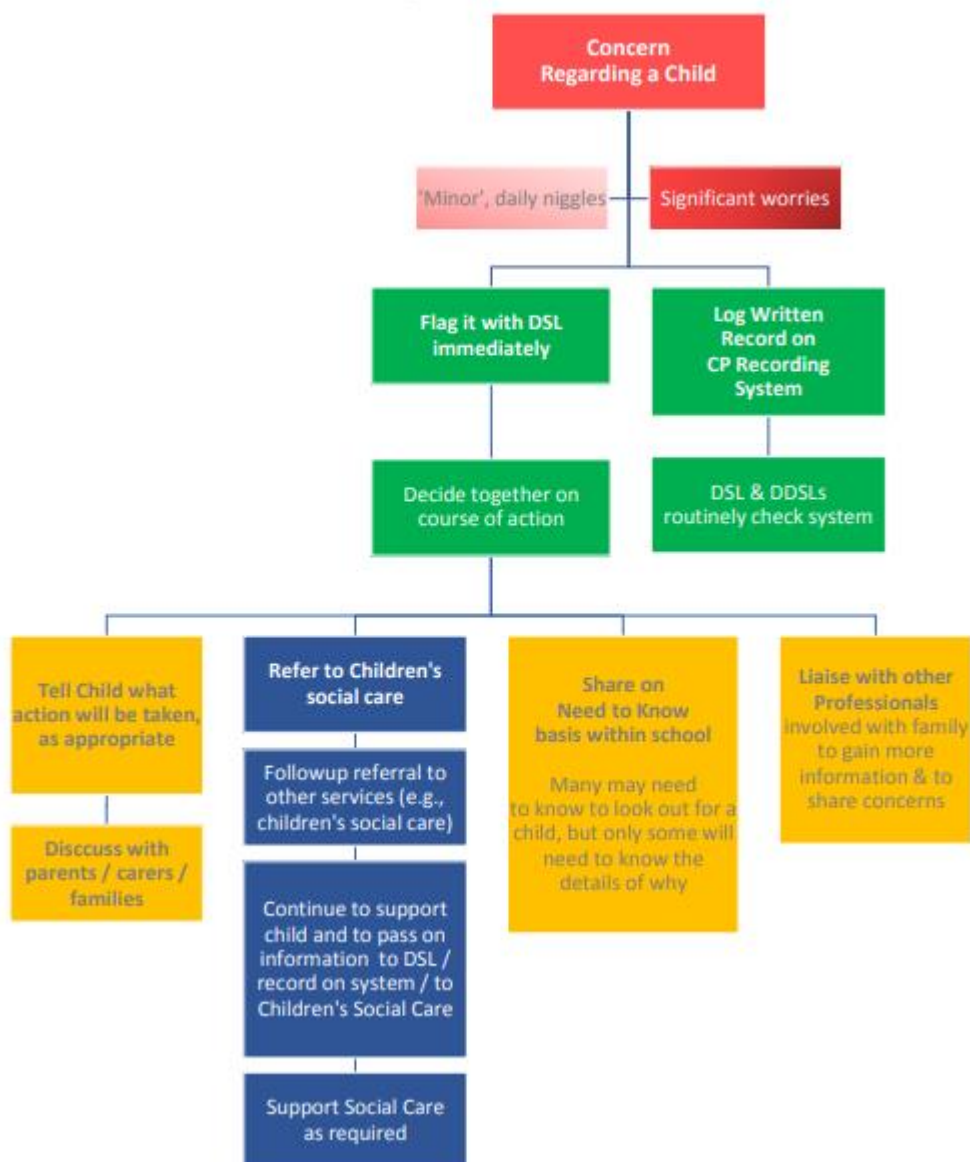 Concern
Regarding a Child
'Minor', daily niggles
Significant worries
Flag it with DSL
immediately
Log Written
Record on
CP Recording
System
Decide together on
course of action
DSL & DDSLs
routinely check system
Tell Child what
action will be taken,
as appropriate
Disccuss with
parents / carers /
families
Refer to Children's
social care
Followup referral to
other services (e.g.,
children's social care)
Continue to support
child and to pass on
information to DSL /
record on system / to
Children's Social Care
Support Social Care
as required
Share on
Need to Know
basis within school
Many may need
to know to look out for a
child, but only some will
need to know the
details of why
Liaise with other
Professionals
involved with family
to gain more
information & to
share concerns